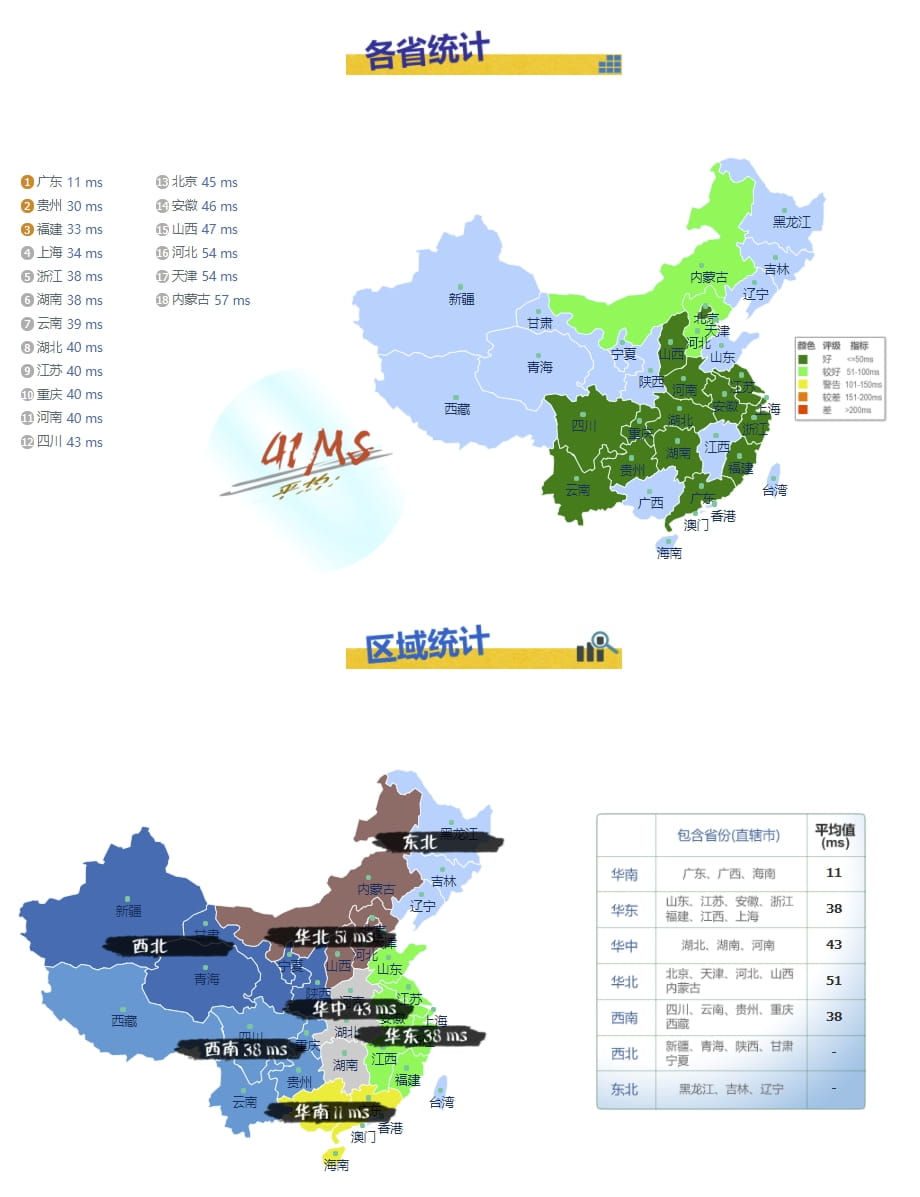 各省统计
1 广东 11 ms
2 贵州 30 ms
3 福建 33 ms
4 上海 34 ms
5 浙江 38 ms
6 湖南 38 ms
7 云南 39 ms
8 湖北 40 ms
9 江苏 40 ms
10 重庆 40 ms
11 河南 40 ms
12 四川 43 ms
13 北京 45 ms
14 安徽 46 ms
15 山西 47 ms
16 河北 54 ms
17 天津 54 ms
18 内蒙古 57 ms
41 MS
平均
黑龙江
吉林
内蒙古
辽宁
新疆
北京
甘肃
天津
河北
宁夏
山西
山东
青海
陕西
河南
江苏
西藏
安徽
上海
四川
重庆
湖北
浙江
江西
湖南
贵州
福建
云南
广西
广东
台湾
香港
澳门
海南
颜色 评级 指标
好 <=50ms
较好 51-100ms
警告 101-150ms
较差 151-200ms
差 >200ms
区域统计
黑龙江
东北
吉林
内蒙古
辽宁
新疆
甘肃
西北
华北 51 ms
河北
宁夏
山西
山东
青海
陕西
江苏
华中 43 ms
西藏
安徽
上海
四川
湖北
华东 38 ms
重庆
西南 38 ms
江西
湖南
贵州
福建
云南
台湾
华南 11 ms
香港
澳门
海南
包含省份(直辖市) 平均值
(ms)
华南 广东、广西、海南 11
华东 山东、江苏、安徽、浙江
福建、江西、上海 38
华中 湖北、湖南、河南 43
华北 北京、天津、河北、山西
内蒙古 51
西南 四川、云南、贵州、重庆
西藏 38
西北 新疆、青海、陕西、甘肃
宁夏 -
东北 黑龙江、吉林、辽宁 -